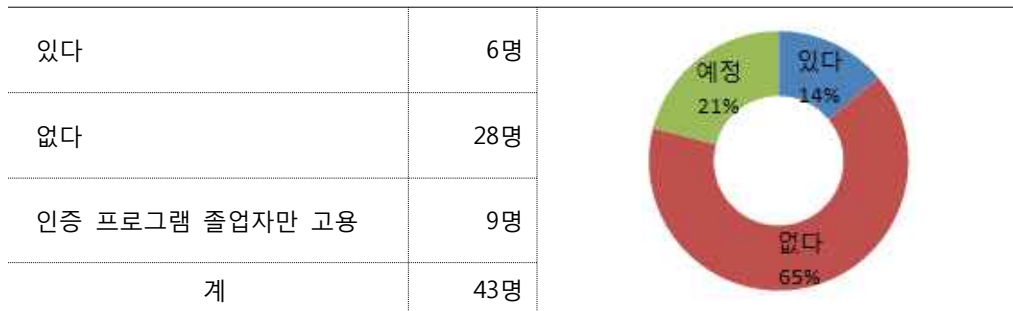 있다 6명
없다 28명
인증 프로그램 졸업자만 고용 9명
계 43명
예정
21%
있다
14%
없다
65%